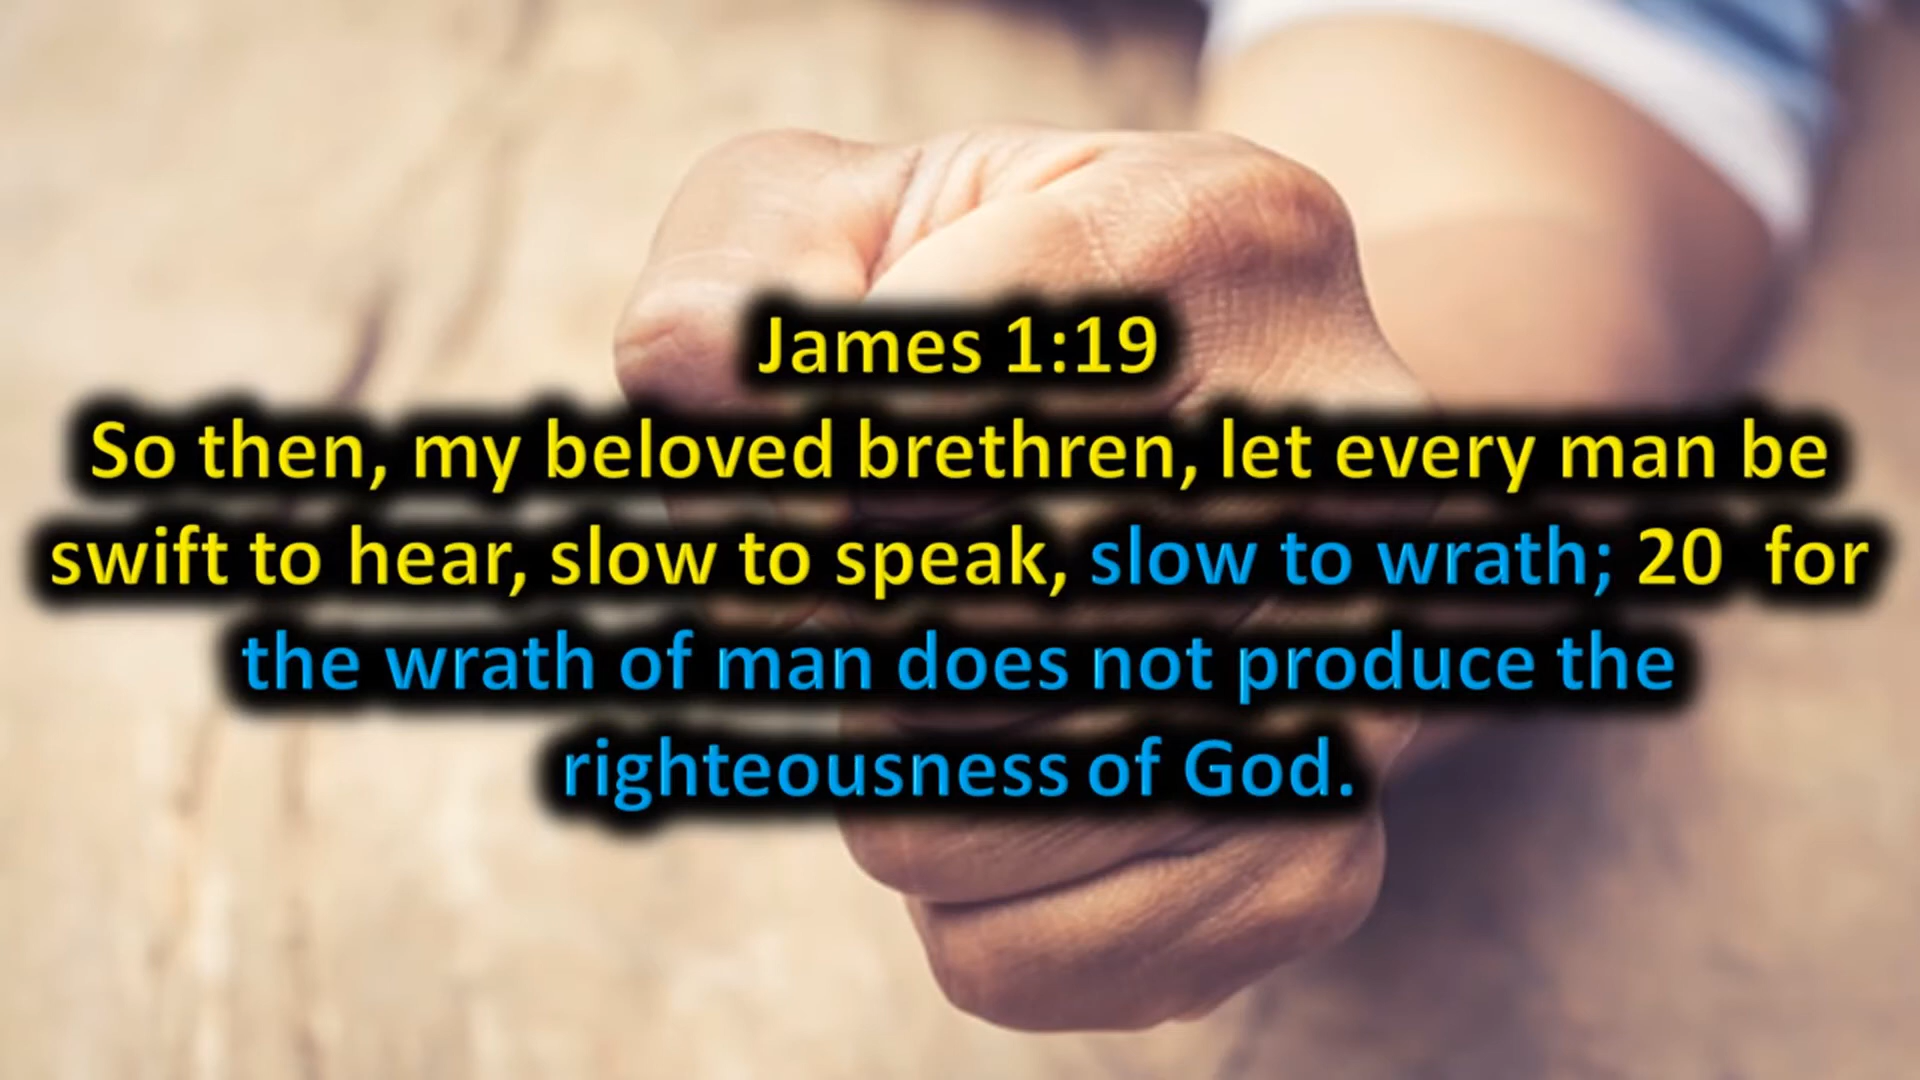 James 1:19
So then, my beloved brethren, let every man be
swift to hear, slow to speak, slow to wrath; 20  for
the wrath of man does not produce the
righteousness of God.